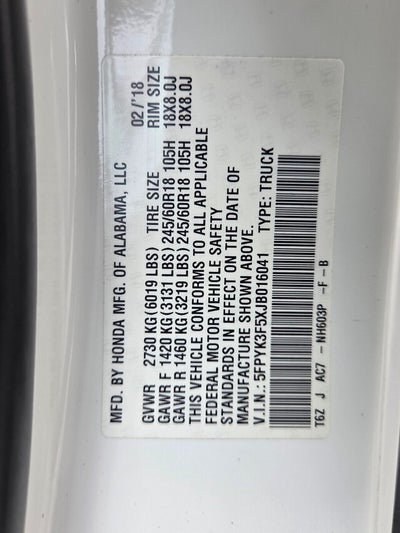 MFD. BY HONDA MFG. OF ALABAMA, LLC 02/'18
GVWR 2730 KG(6019 LBS) TIRE SIZE RIM SIZE
GAWR F 1420 KG(3131 LBS)245/60R18 105H 18X8.0J
GAWR R 1460 KG(3219 LBS)245/60R18 105H 18X8.0J
THIS VEHICLE CONFORMS TO ALL APPLICABLE
FEDERAL MOTOR VEHICLE SAFETY
STANDARDS IN EFFECT ON THE DATE OF
MANUFACTURE SHOWN ABOVE.
V.I.N.: 5FPYK3F5XJB016041 TYPE: TRUCK
T6Z J AC7 - NH603P -F-B